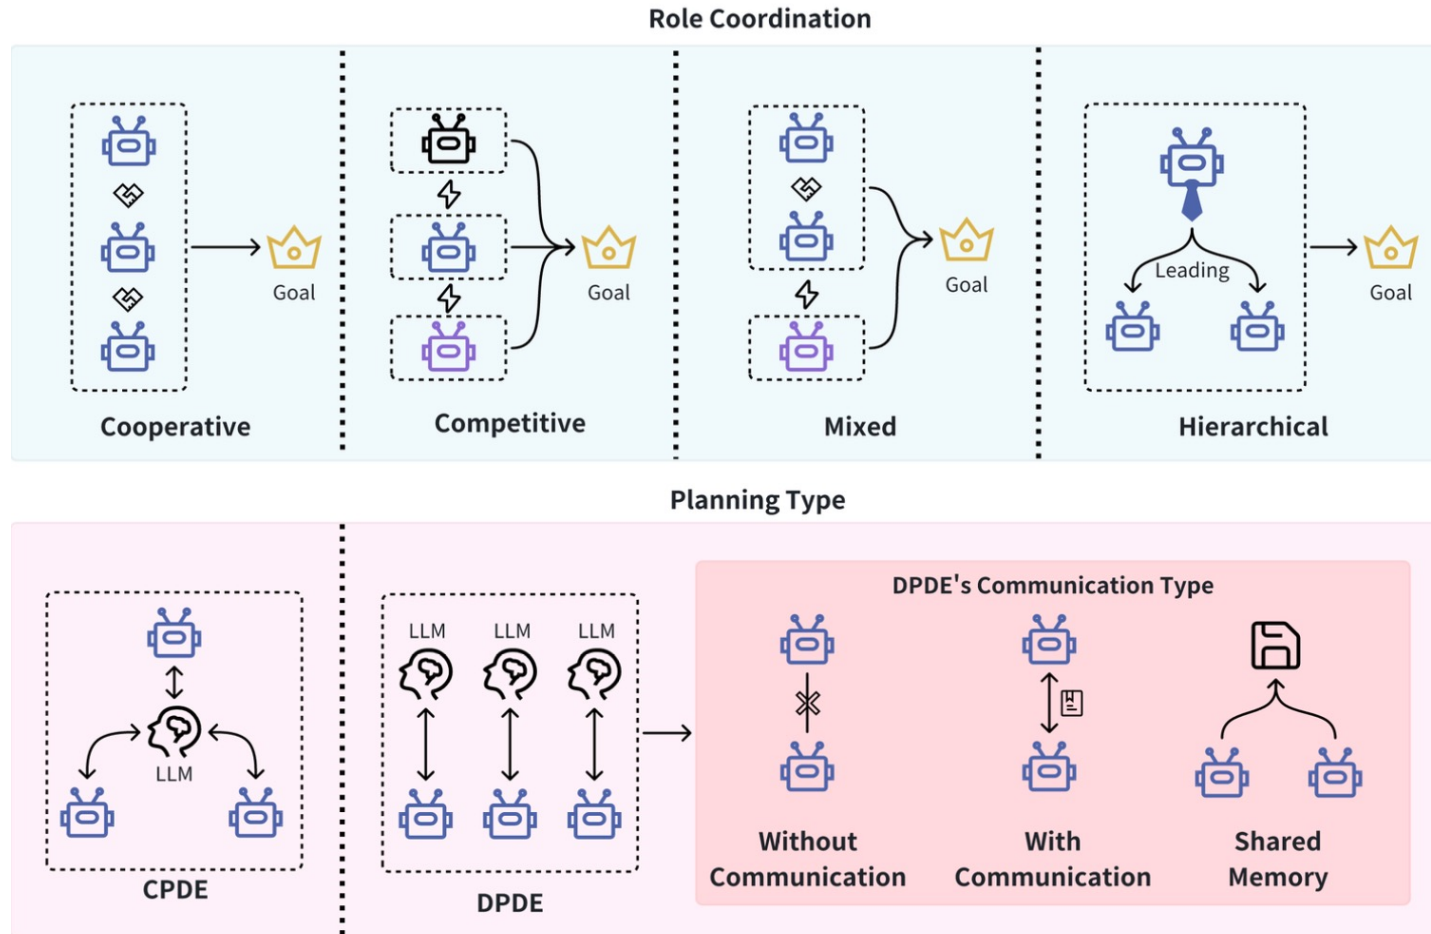 Role Coordination
Goal
Goal
Goal
Leading
Goal
Cooperative
Competitive
Mixed
Hierarchical
Planning Type
LLM
CPDE
LLM LLM LLM
DPDE
DPDE's Communication Type
Without
Communication
With
Communication
Shared
Memory